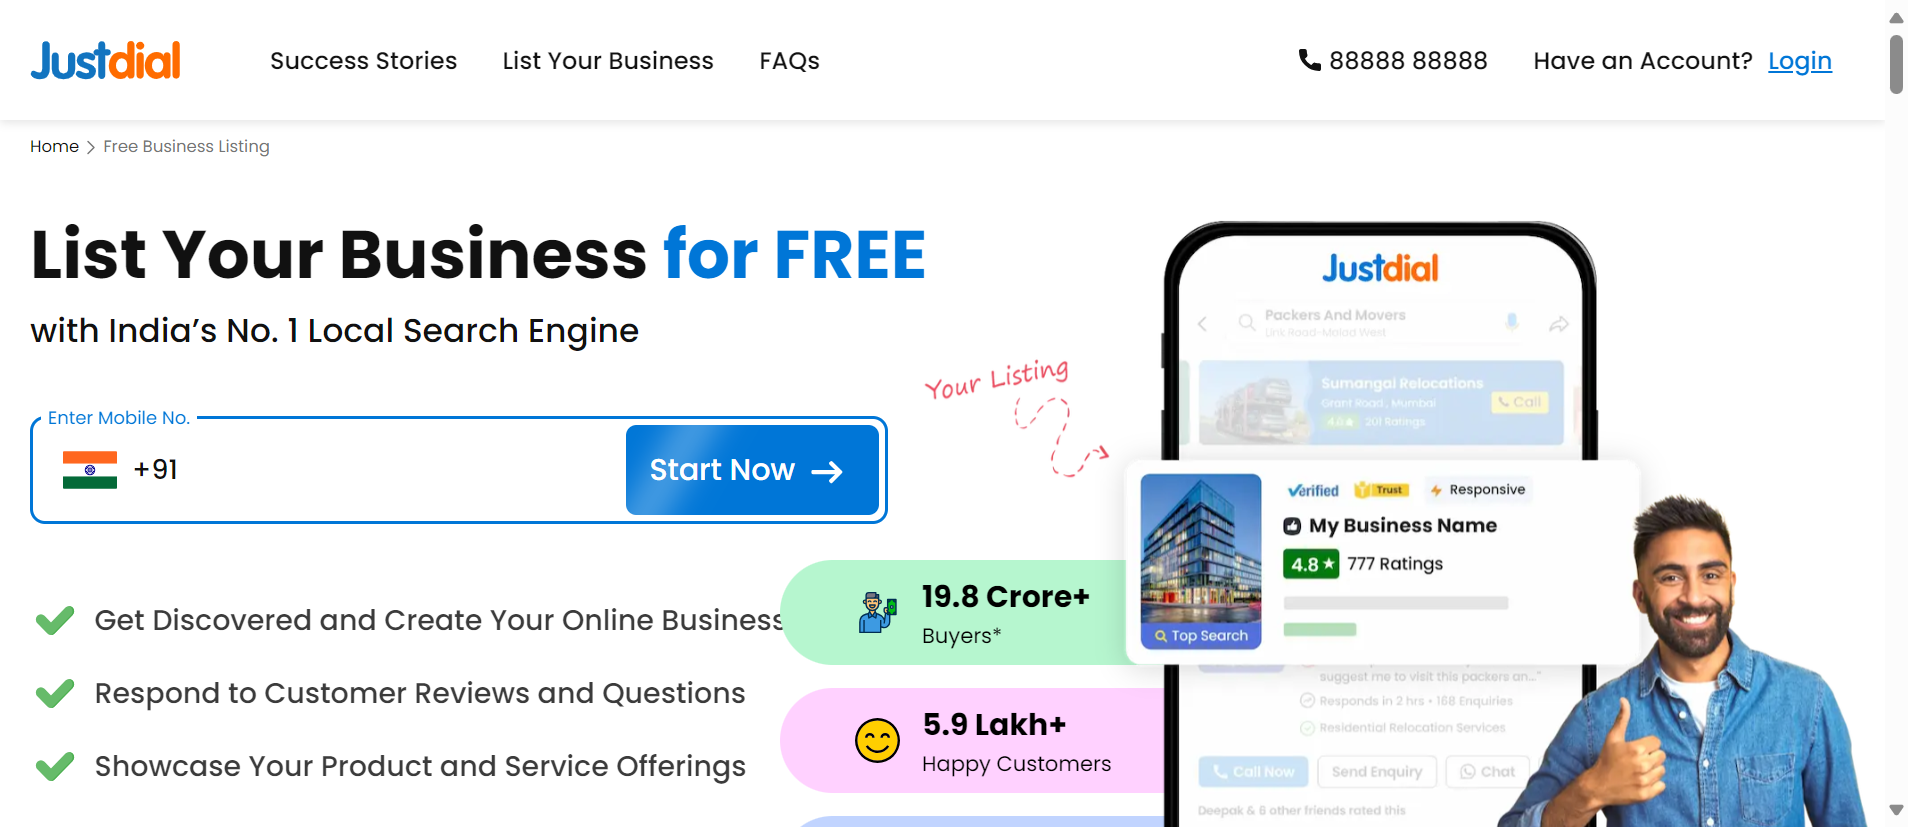 Justdial
Success Stories
List Your Business
FAQs
88888 88888
Have an Account? Login
Home > Free Business Listing
List Your Business for FREE
with India's No. 1 Local Search Engine
Enter Mobile No.
+91
Start Now →
Get Discovered and Create Your Online Business
Respond to Customer Reviews and Questions
Showcase Your Product and Service Offerings
19.8 Crore+
Buyers*
5.9 Lakh+
Happy Customers
Your Listing
Justdial
Packers And Movers
Link Road-Malad West
Sumangal Relocations
Grant Road, Mumbai
4.0★ 201 Ratings
Call
Verified
Trust
Responsive
My Business Name
4.8★ 777 Ratings
Top Search
suggest me to visit this packers an..."
Responds in 2 hrs • 168 Enquiries
Residential Relocation Services
Call Now
Send Enquiry
Chat
Deepak & 6 other friends rated this